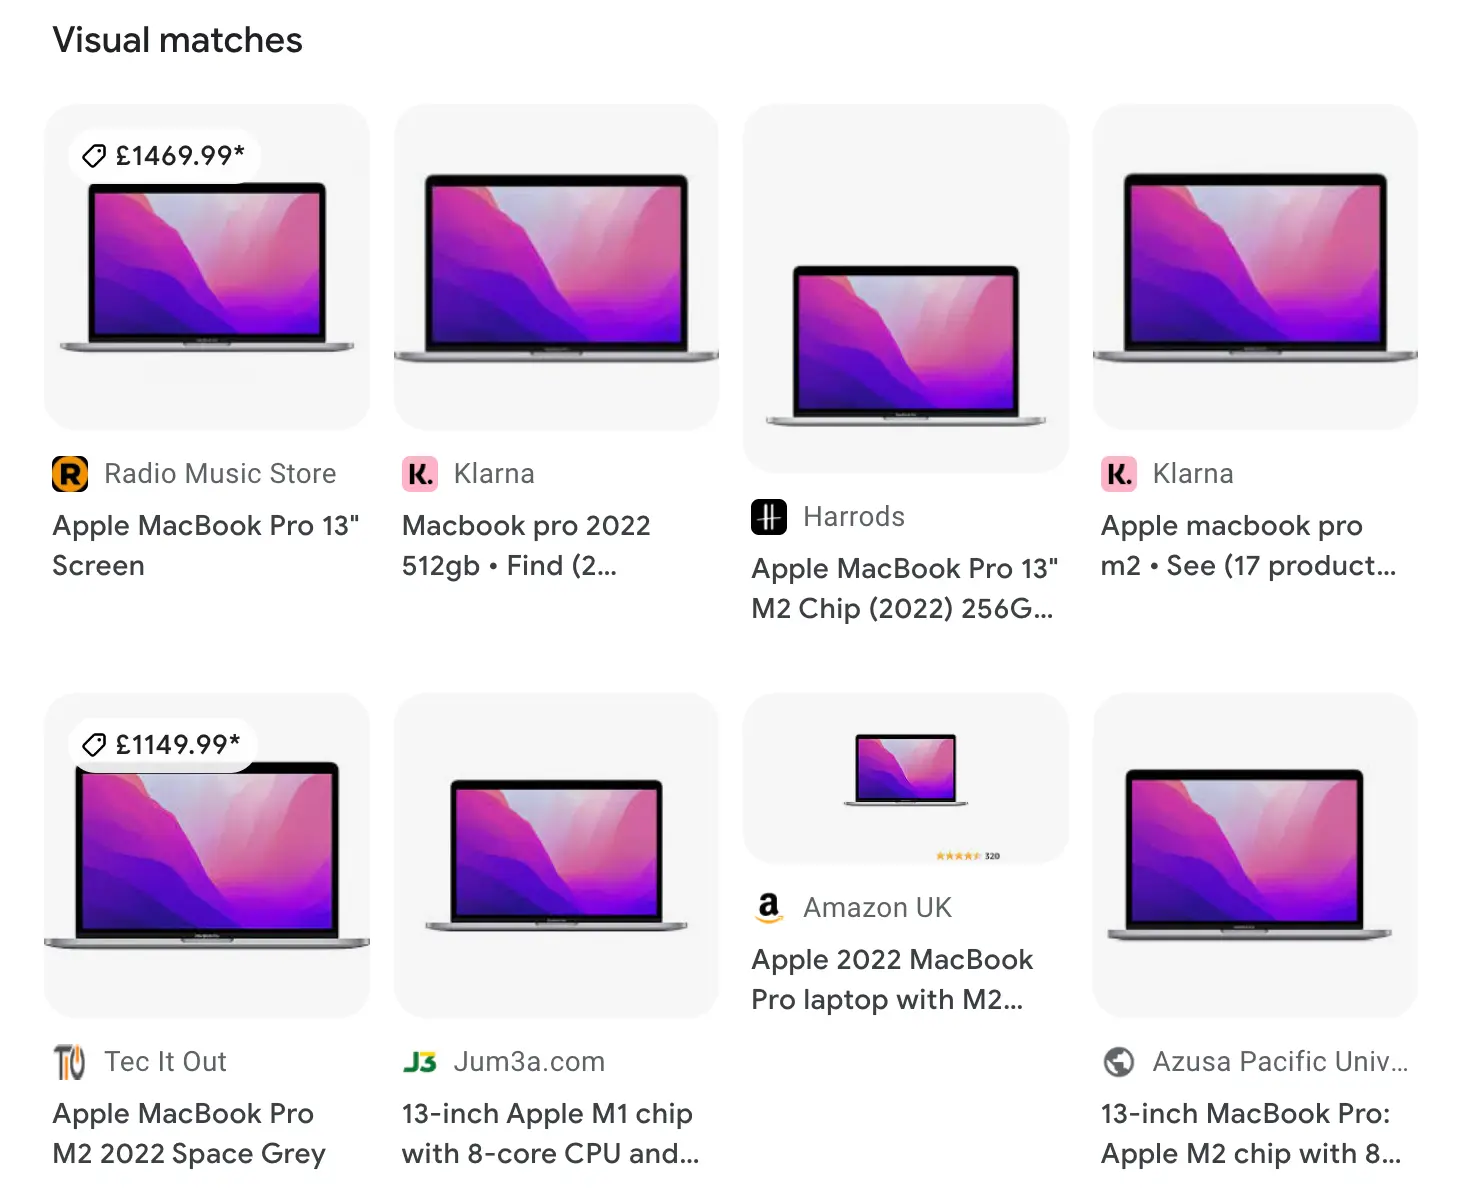 Visual matches
£1469.99*
Radio Music Store
Apple MacBook Pro 13"
Screen
K.
Klarna
Macbook pro 2022
512gb • Find (2...
Harrods
Apple MacBook Pro 13"
M2 Chip (2022) 256G...
K.
Klarna
Apple macbook pro
m2 • See (17 product...
£1149.99*
Tec It Out
Apple MacBook Pro
M2 2022 Space Grey
J3
Jum3a.com
13-inch Apple M1 chip
with 8-core CPU and...
320
a
Amazon UK
Apple 2022 MacBook
Pro laptop with M2...
Azusa Pacific Univ...
13-inch MacBook Pro:
Apple M2 chip with 8...